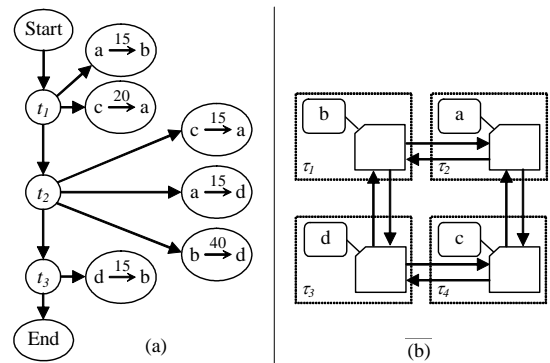 Start
15
a → b
t1
20
c → a
15
c → a
t2
15
a → d
40
b → d
t3
15
d → b
End
(a)
b
a
τ1
τ2
d
c
τ3
τ4
(b)